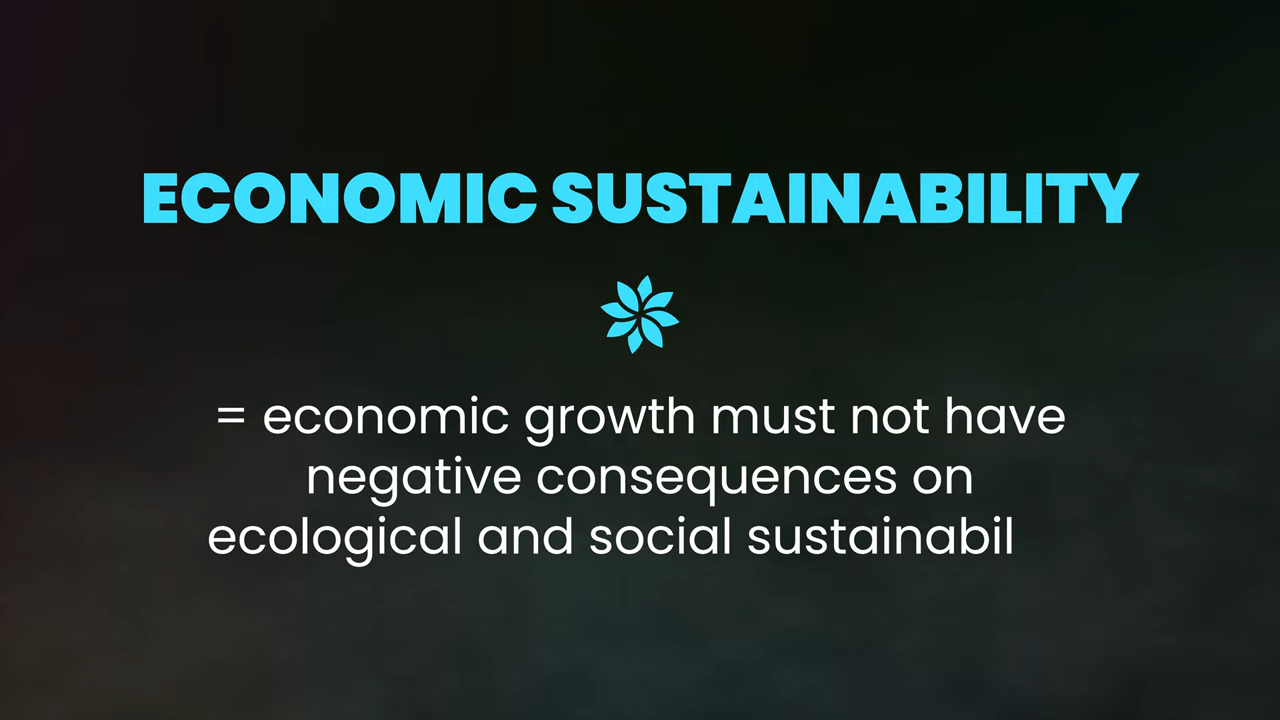 ECONOMIC SUSTAINABILITY
= economic growth must not have
negative consequences on
ecological and social sustainabil